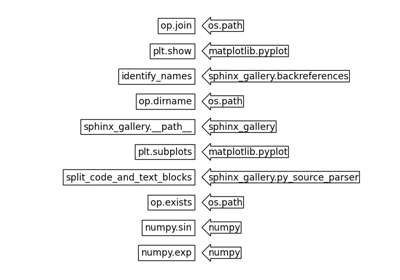 op.join os.path
plt.show matplotlib.pyplot
identify_names sphinx_gallery.backreferences
op.dirname os.path
sphinx_gallery.__path__ sphinx_gallery
plt.subplots matplotlib.pyplot
split_code_and_text_blocks sphinx_gallery.py_source_parser
op.exists os.path
numpy.sin numpy
numpy.exp numpy